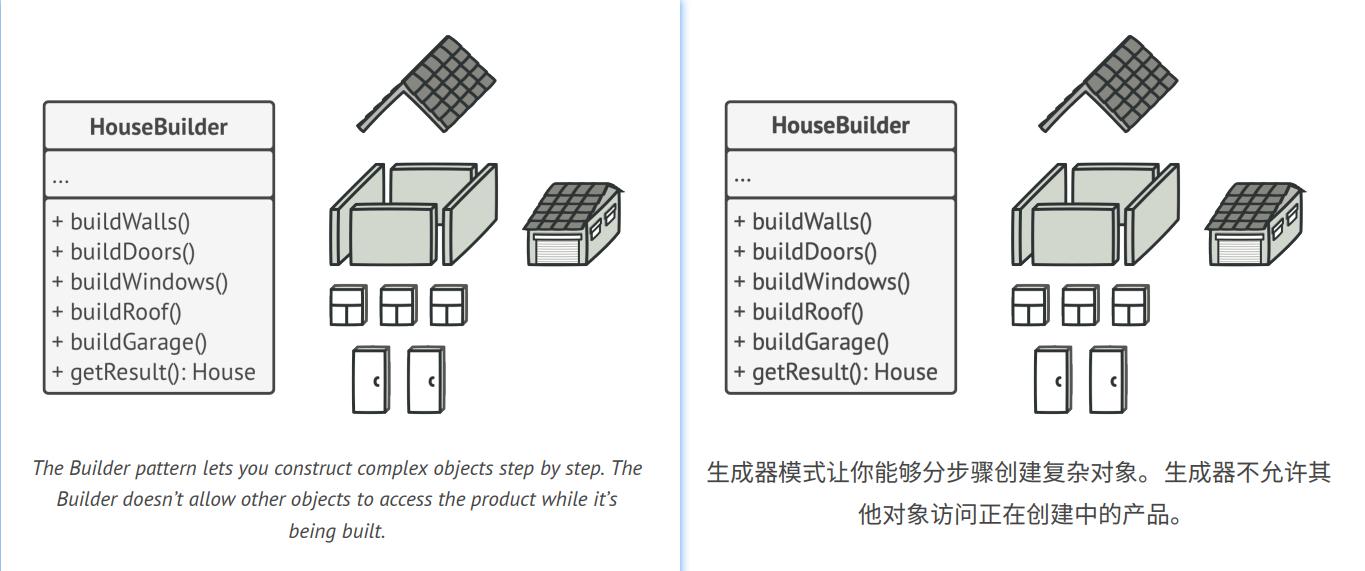 HouseBuilder
...
+ buildWalls()
+ buildDoors()
+ buildWindows()
+ buildRoof()
+ buildGarage()
+ getResult(): House
The Builder pattern lets you construct complex objects step by step. The
Builder doesn't allow other objects to access the product while it's
being built.
HouseBuilder
...
+ buildWalls()
+ buildDoors()
+ buildWindows()
+ buildRoof()
+ buildGarage()
+ getResult(): House
生成器模式让你能够分步骤创建复杂对象。 生成器不允许其
他对象访问正在创建中的产品。